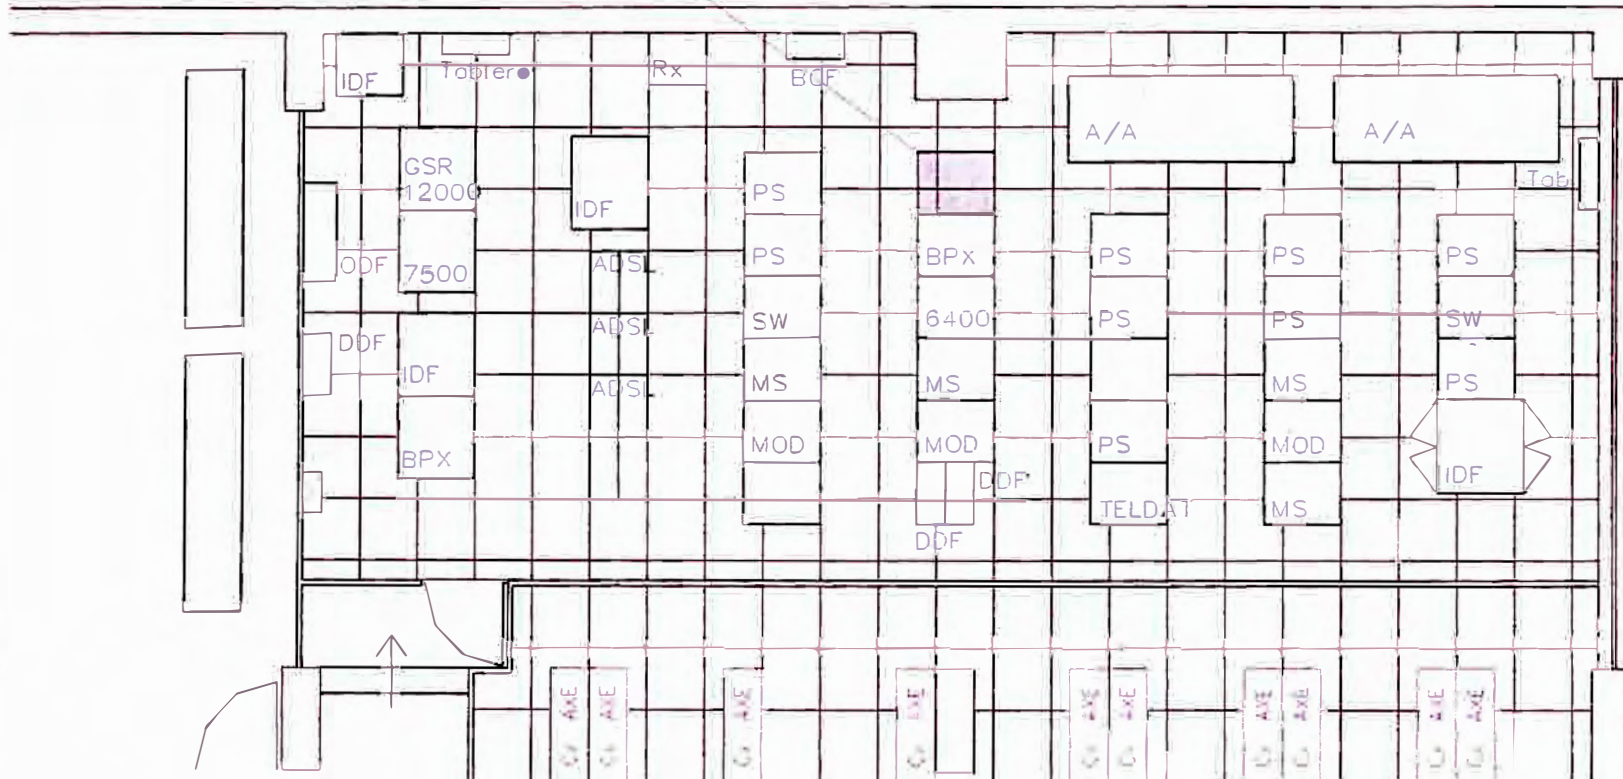 IDF
Tablero
Rx
BCF
A/A
A/A
GSR
12000
IDF
PS
Tab
ODF
7500
ADSL
PS
BPX
PS
PS
PS
DDF
ADSL
SW
6400
PS
PS
SW
IDF
ADSL
MS
MS
MS
PS
BPX
MOD
MOD
PS
MOD
IDF
DDF
TELDAT
MS
DDF
AXE
AXE
AXE
AXE
AXE
AXE
AXE
AXE
AXE
AXE